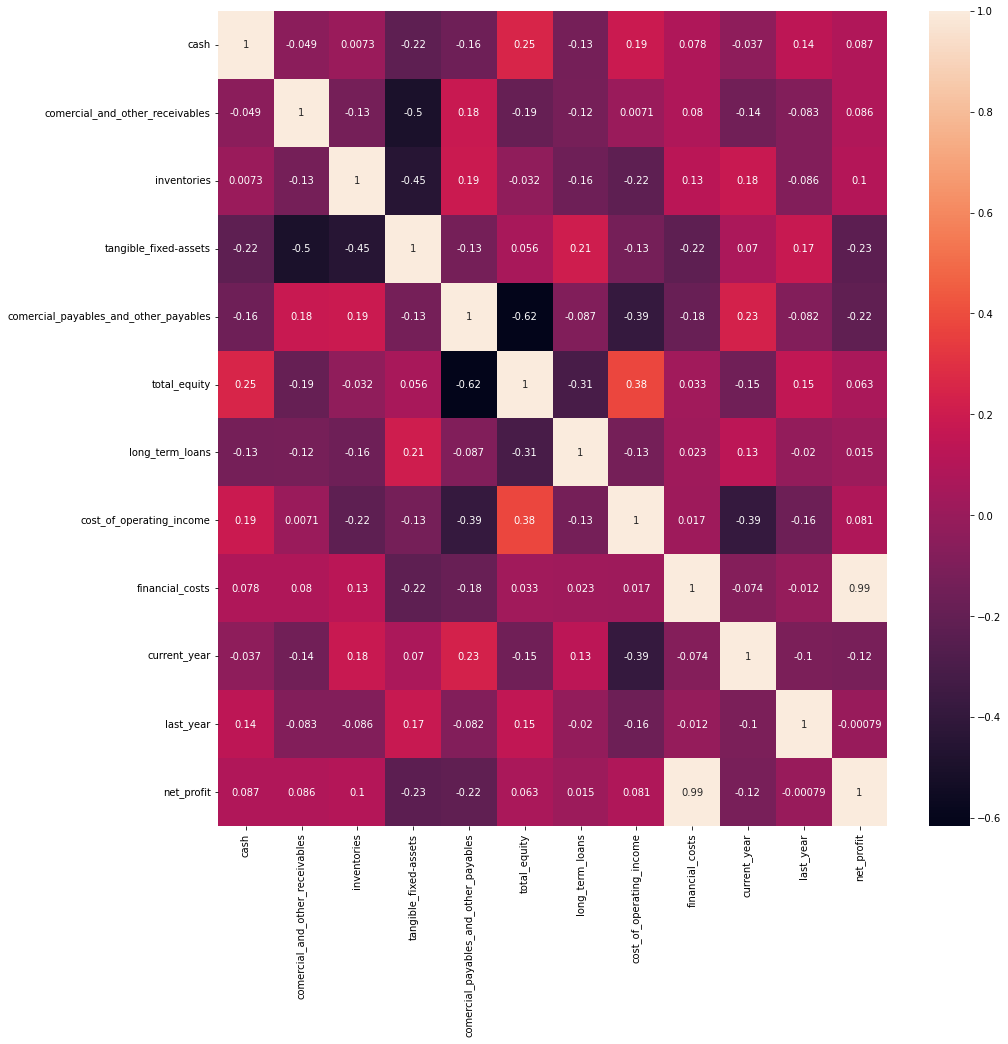 cash 1 -0.049 0.0073 -0.22 -0.16 0.25 -0.13 0.19 0.078 -0.037 0.14 0.087
comercial_and_other_receivables -0.049 1 -0.13 -0.5 0.18 -0.19 -0.12 0.0071 0.08 -0.14 -0.083 0.086
inventories 0.0073 -0.13 1 -0.45 0.19 -0.032 -0.16 -0.22 0.13 0.18 -0.086 0.1
tangible_fixed-assets -0.22 -0.5 -0.45 1 -0.13 0.056 0.21 -0.13 -0.22 0.07 0.17 -0.23
comercial_payables_and_other_payables -0.16 0.18 0.19 -0.13 1 -0.62 -0.087 -0.39 -0.18 0.23 -0.082 -0.22
total_equity 0.25 -0.19 -0.032 0.056 -0.62 1 -0.31 0.38 0.033 -0.15 0.15 0.063
long_term_loans -0.13 -0.12 -0.16 0.21 -0.087 -0.31 1 -0.13 0.023 0.13 -0.02 0.015
cost_of_operating_income 0.19 0.0071 -0.22 -0.13 -0.39 0.38 -0.13 1 0.017 -0.39 -0.16 0.081
financial_costs 0.078 0.08 0.13 -0.22 -0.18 0.033 0.023 0.017 1 -0.074 -0.012 0.99
current_year -0.037 -0.14 0.18 0.07 0.23 -0.15 0.13 -0.39 -0.074 1 -0.1 -0.12
last_year 0.14 -0.083 -0.086 0.17 -0.082 0.15 -0.02 -0.16 -0.012 -0.1 1 -0.00079
net_profit 0.087 0.086 0.1 -0.23 -0.22 0.063 0.015 0.081 0.99 -0.12 -0.00079 1
cash
comercial_and_other_receivables
inventories
tangible_fixed-assets
comercial_payables_and_other_payables
total_equity
long_term_loans
cost_of_operating_income
financial_costs
current_year
last_year
net_profit
1.0
0.8
0.6
0.4
0.2
0.0
−0.2
−0.4
−0.6